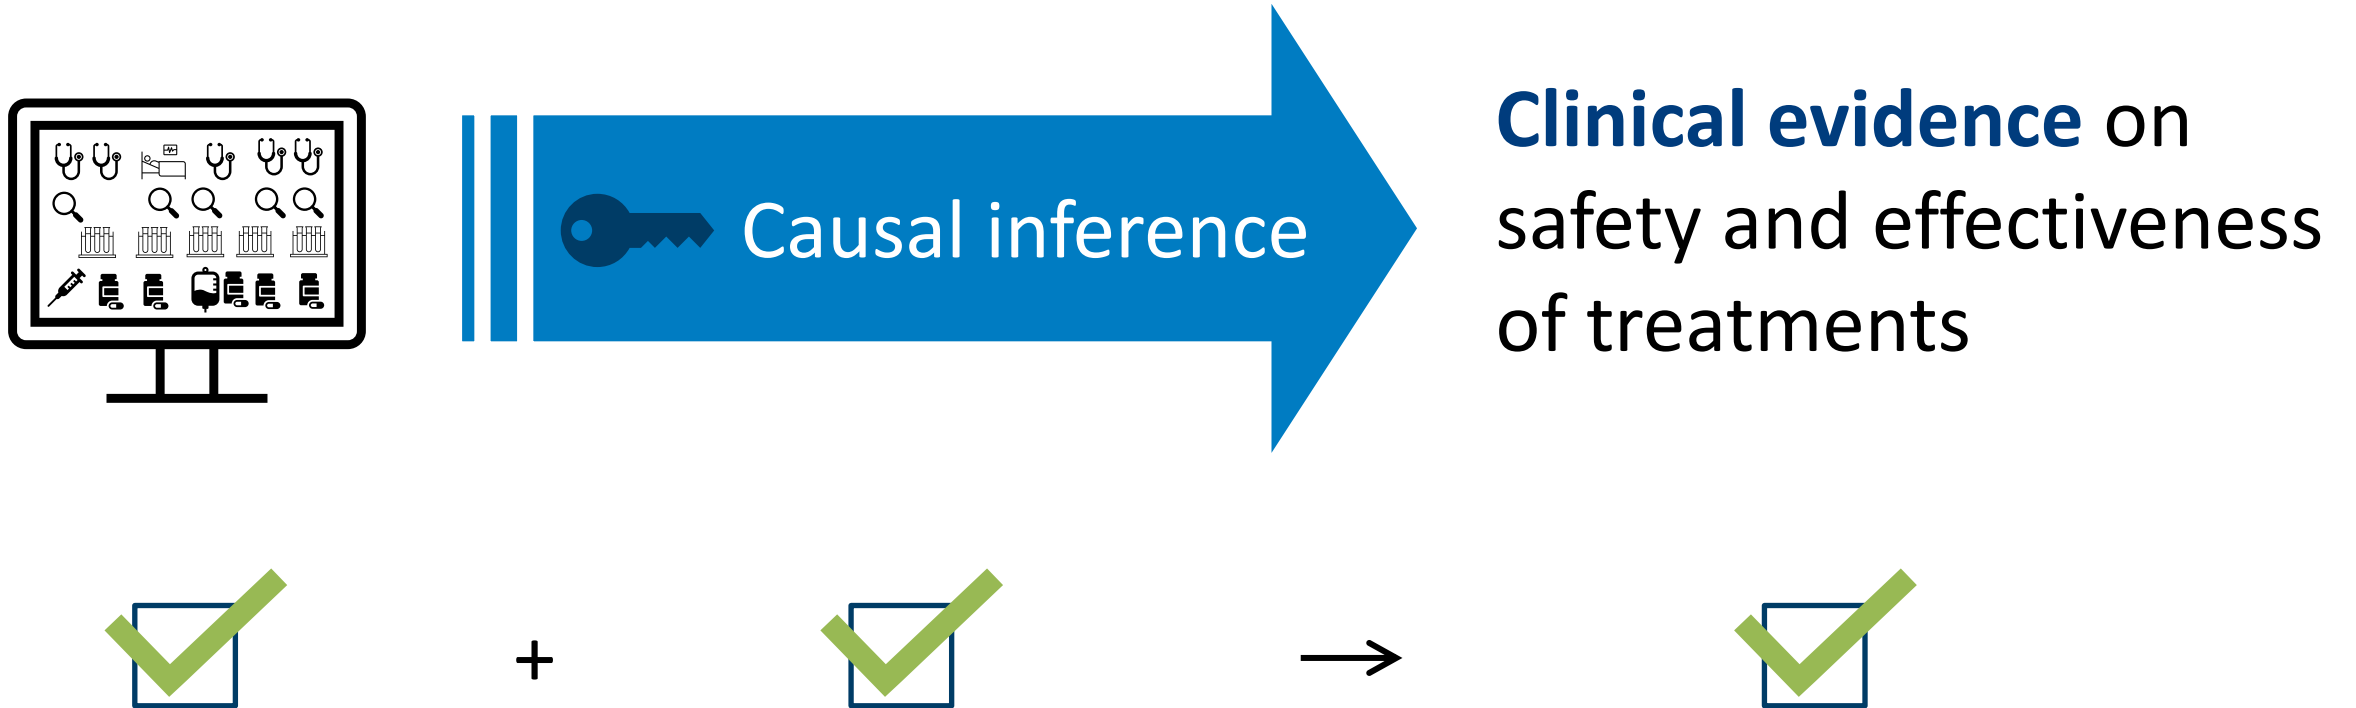 Causal inference
Clinical evidence on
safety and effectiveness
of treatments
+